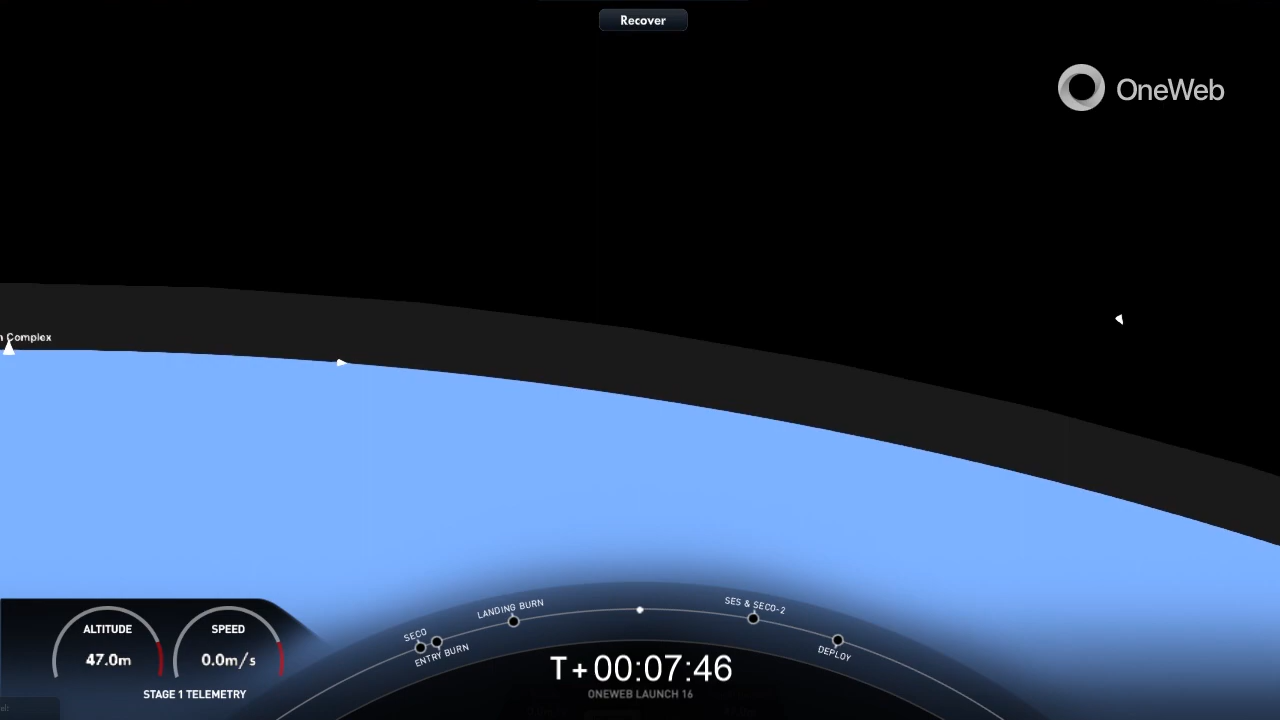 Recover
OneWeb
n Complex
LANDING BURN
SES & SECO-2
SECO
ENTRY BURN
DEPLOY
ALTITUDE
SPEED
47.0m
0.0m/s
STAGE 1 TELEMETRY
T+00:07:46
ONEWEB LAUNCH 16